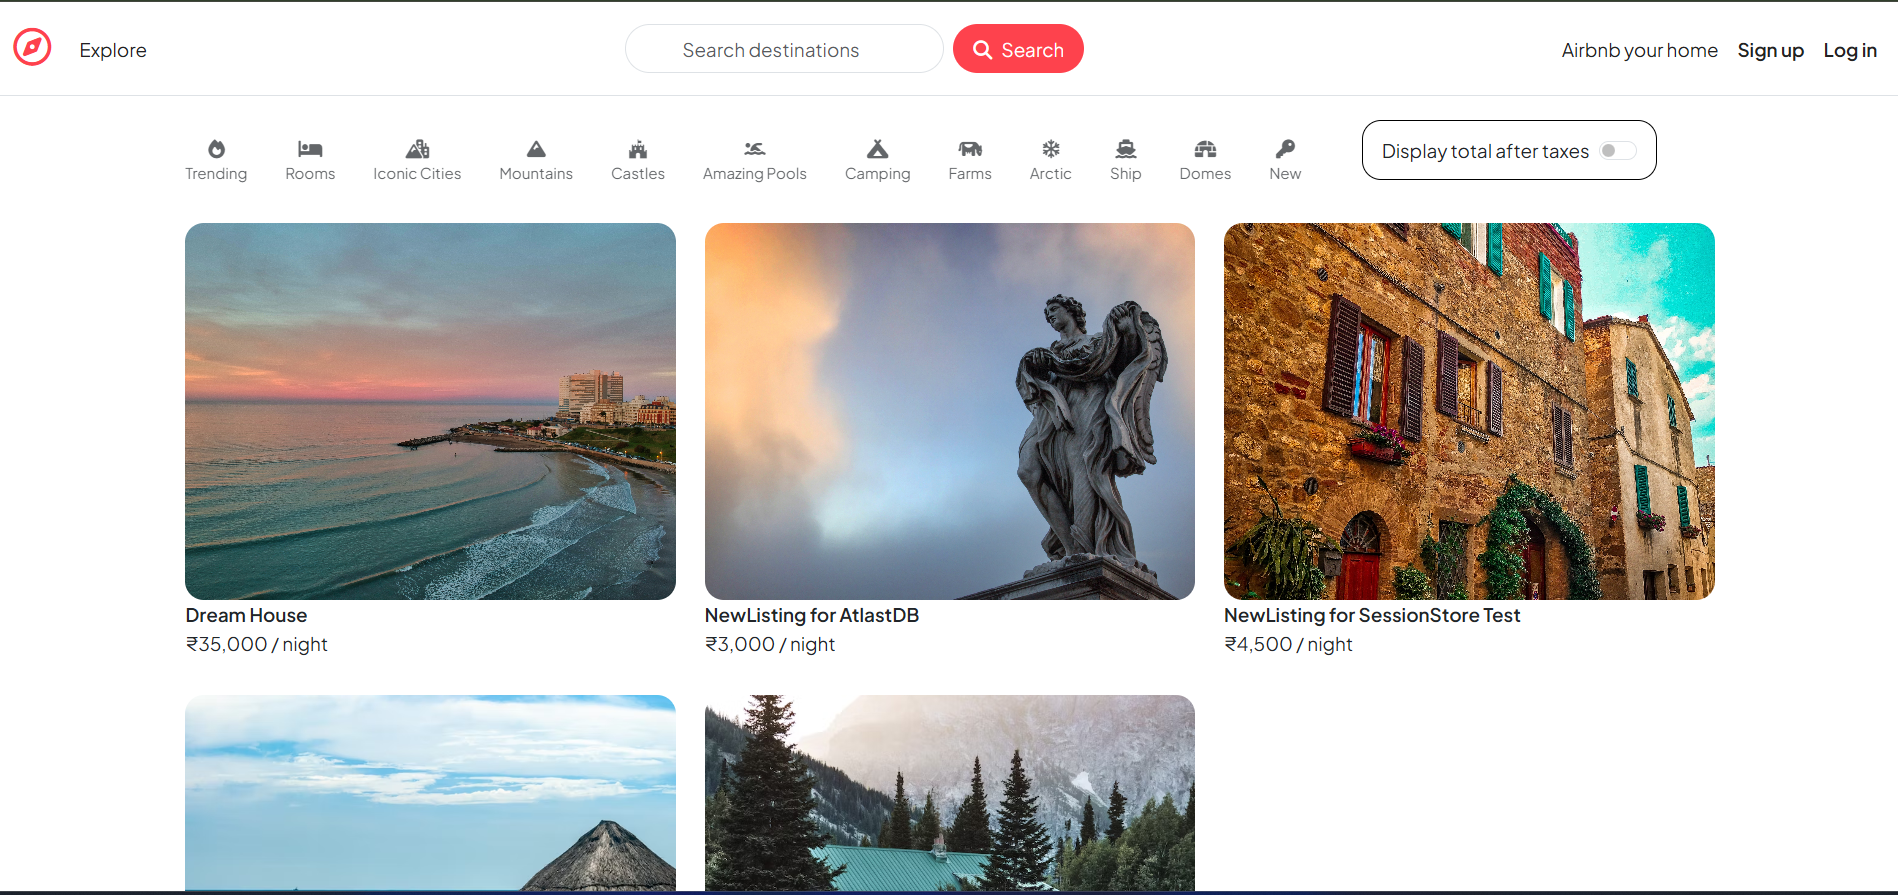 Explore
Search destinations
Search
Airbnb your home
Sign up
Log in
Trending
Rooms
Iconic Cities
Mountains
Castles
Amazing Pools
Camping
Farms
Arctic
Ship
Domes
New
Display total after taxes
Dream House
₹35,000 / night
NewListing for AtlastDB
₹3,000 / night
NewListing for SessionStore Test
₹4,500 / night